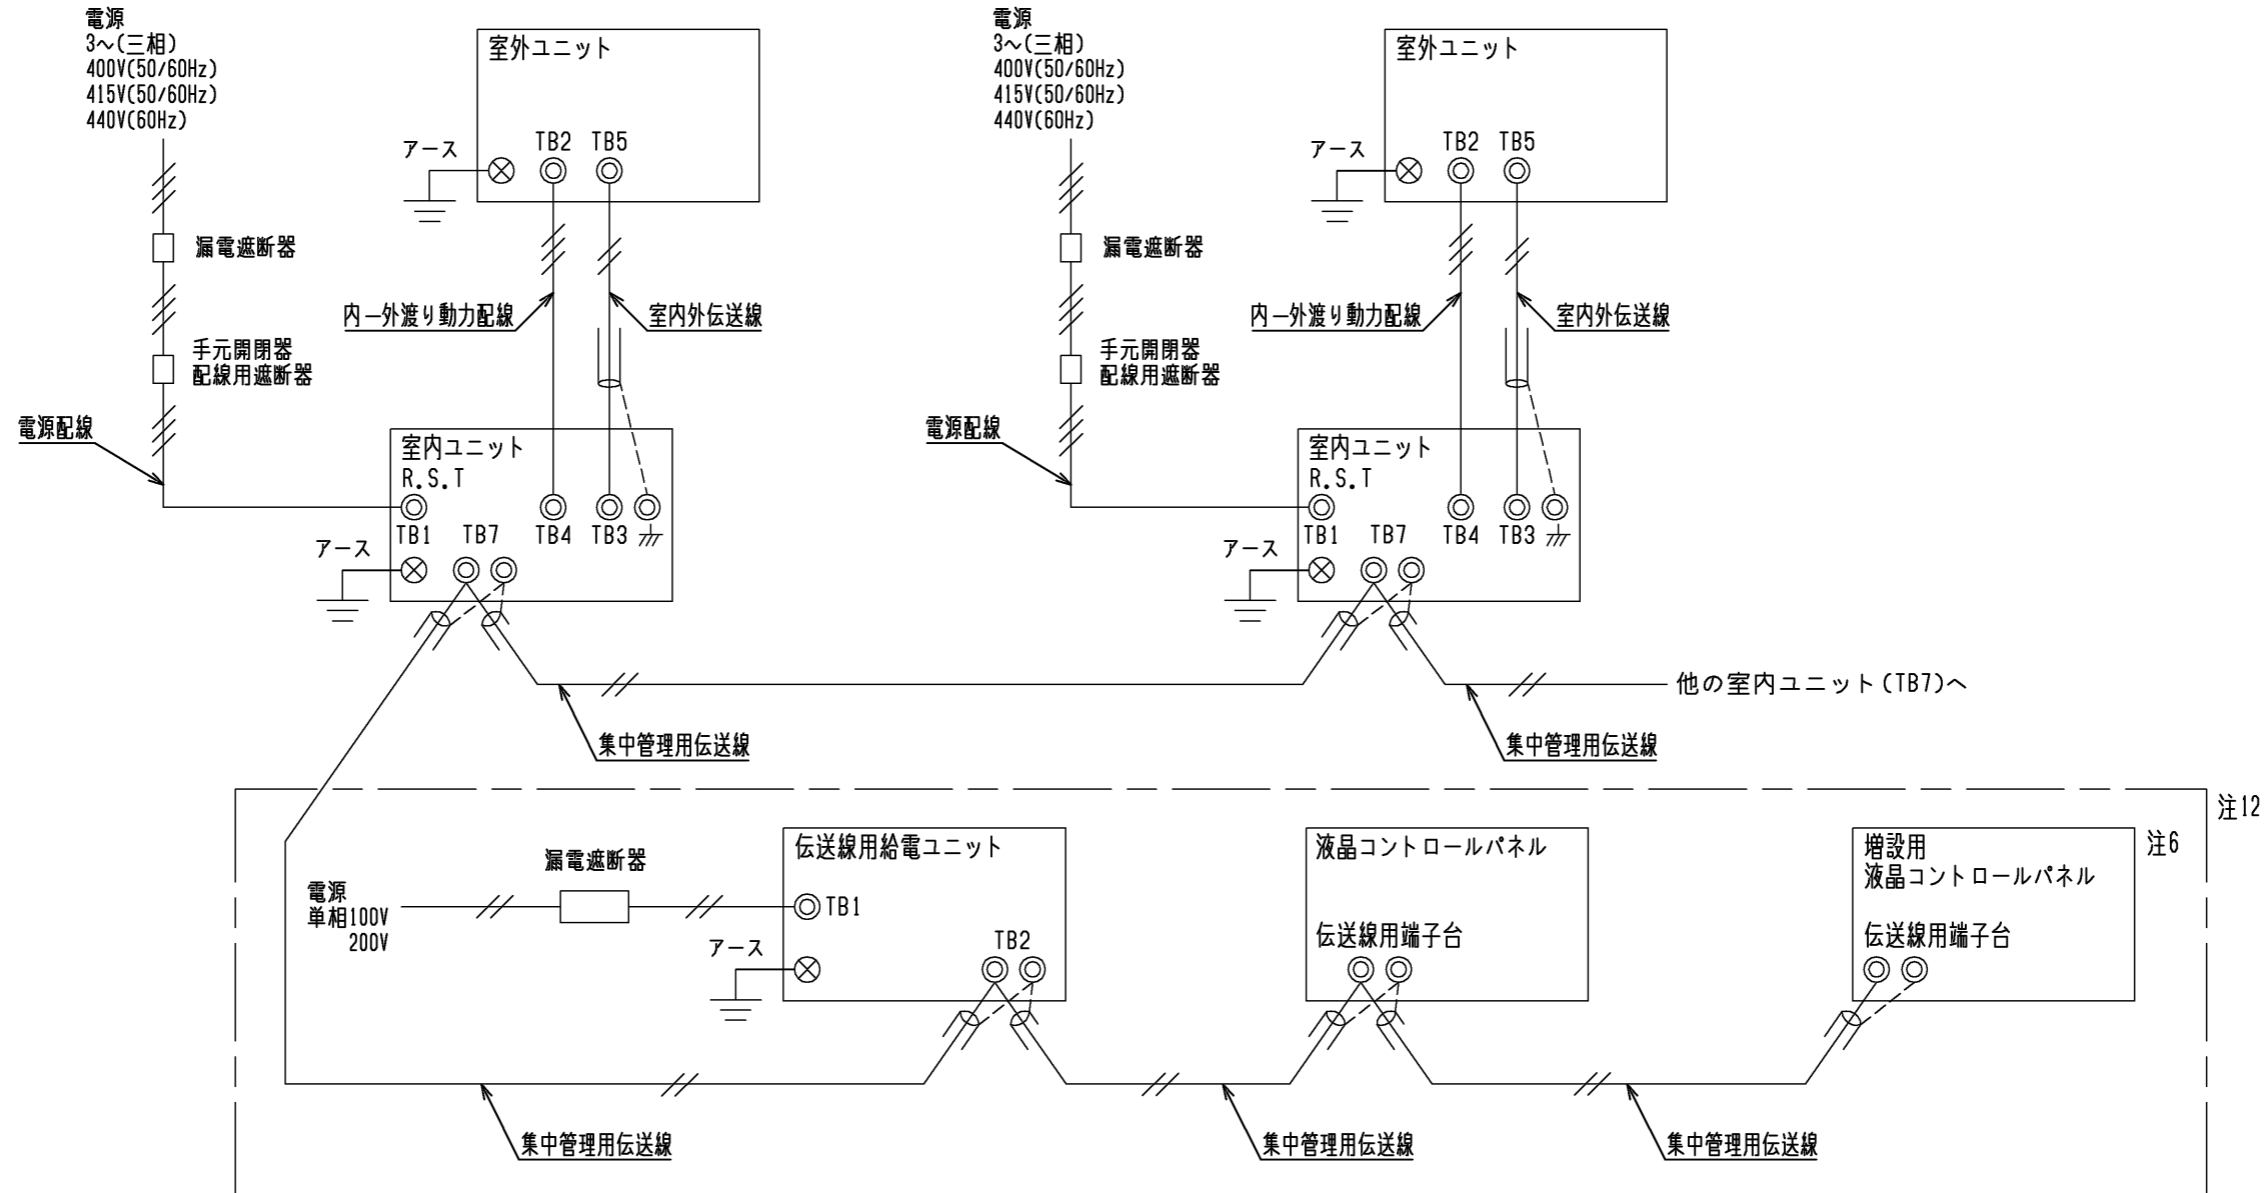 電源
3～(三相)
400V(50/60Hz)
415V(50/60Hz)
440V(60Hz)
室外ユニット
アース
TB2 TB5
漏電遮断器
内ー外渡り動力配線
室内外伝送線
手元開閉器
配線用遮断器
電源配線
室内ユニット
R.S.T
TB1 TB7 TB4 TB3
アース
電源
3～(三相)
400V(50/60Hz)
415V(50/60Hz)
440V(60Hz)
室外ユニット
アース
TB2 TB5
漏電遮断器
内ー外渡り動力配線
室内外伝送線
手元開閉器
配線用遮断器
電源配線
室内ユニット
R.S.T
TB1 TB7 TB4 TB3
アース
他の室内ユニット(TB7)へ
集中管理用伝送線
集中管理用伝送線
注12
伝送線用給電ユニット
漏電遮断器
電源
単相100V
200V
TB1
アース
TB2
液晶コントロールパネル
伝送線用端子台
増設用
液晶コントロールパネル
伝送線用端子台
注6
集中管理用伝送線
集中管理用伝送線
集中管理用伝送線